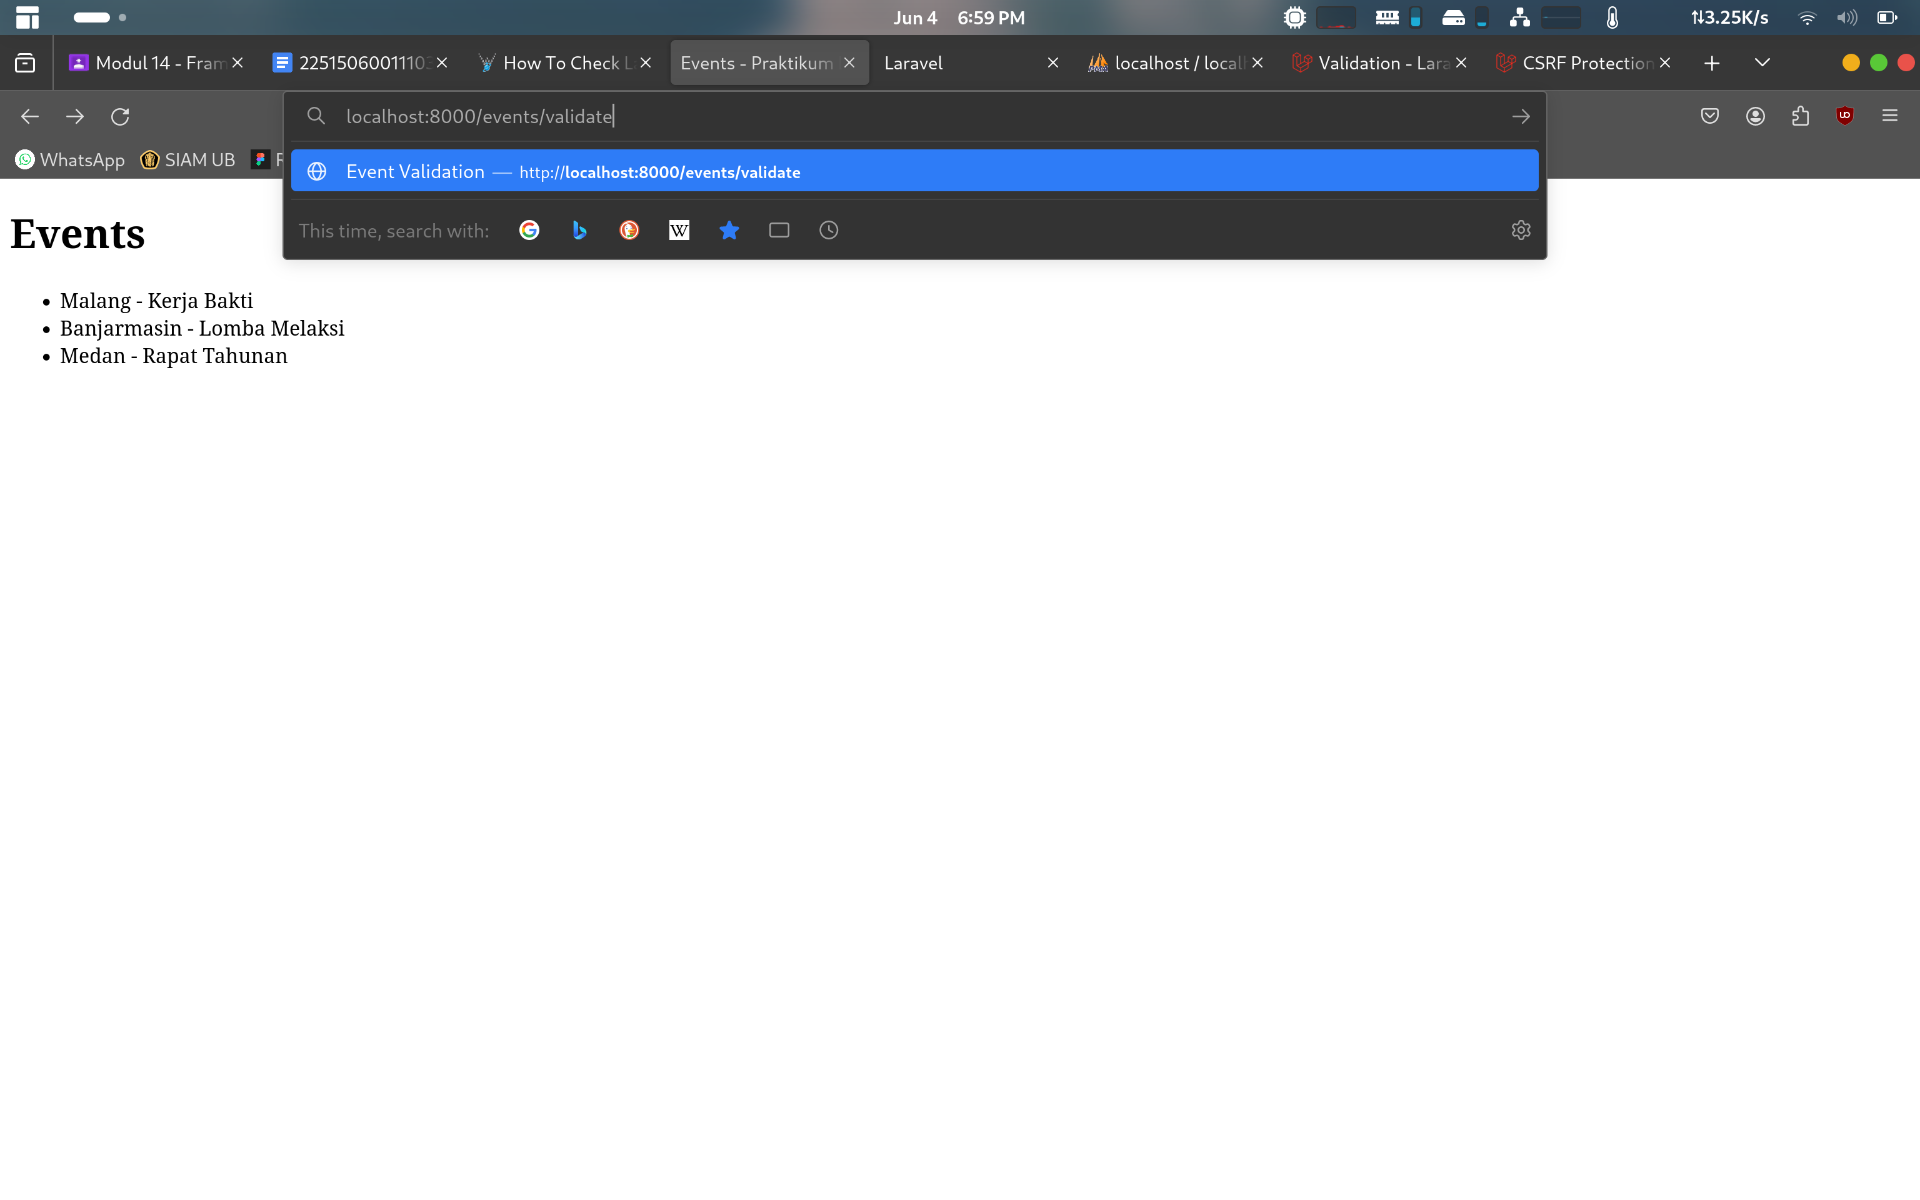 Jun 4 6:59 PM
⇅3.25K/s
Modul 14 - Fram
22515060011103
How To Check L
Events - Praktikum
Laravel
localhost / local
Validation - Lara
CSRF Protection
localhost:8000/events/validate
WhatsApp
SIAM UB
Event Validation — http://localhost:8000/events/validate
This time, search with:
W
Events
• Malang - Kerja Bakti
• Banjarmasin - Lomba Melaksi
• Medan - Rapat Tahunan